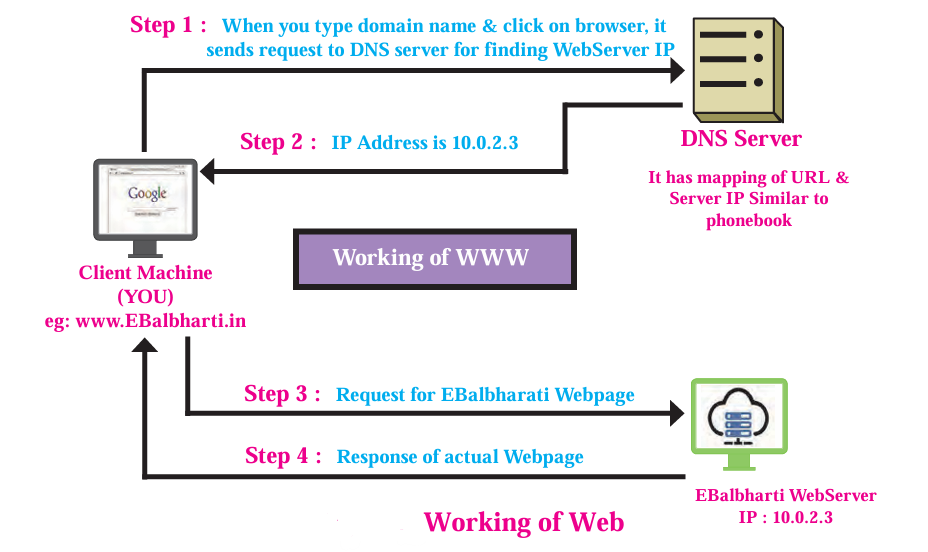 Step 1 : When you type domain name & click on browser, it
sends request to DNS server for finding WebServer IP
DNS Server
It has mapping of URL &
Server IP Similar to
phonebook
Step 2 : IP Address is 10.0.2.3
Google
Working of WWW
Client Machine
(YOU)
eg: www.EBalbharti.in
Step 3 : Request for EBalbharati Webpage
Step 4 : Response of actual Webpage
EBalbharti WebServer
IP : 10.0.2.3
Working of Web